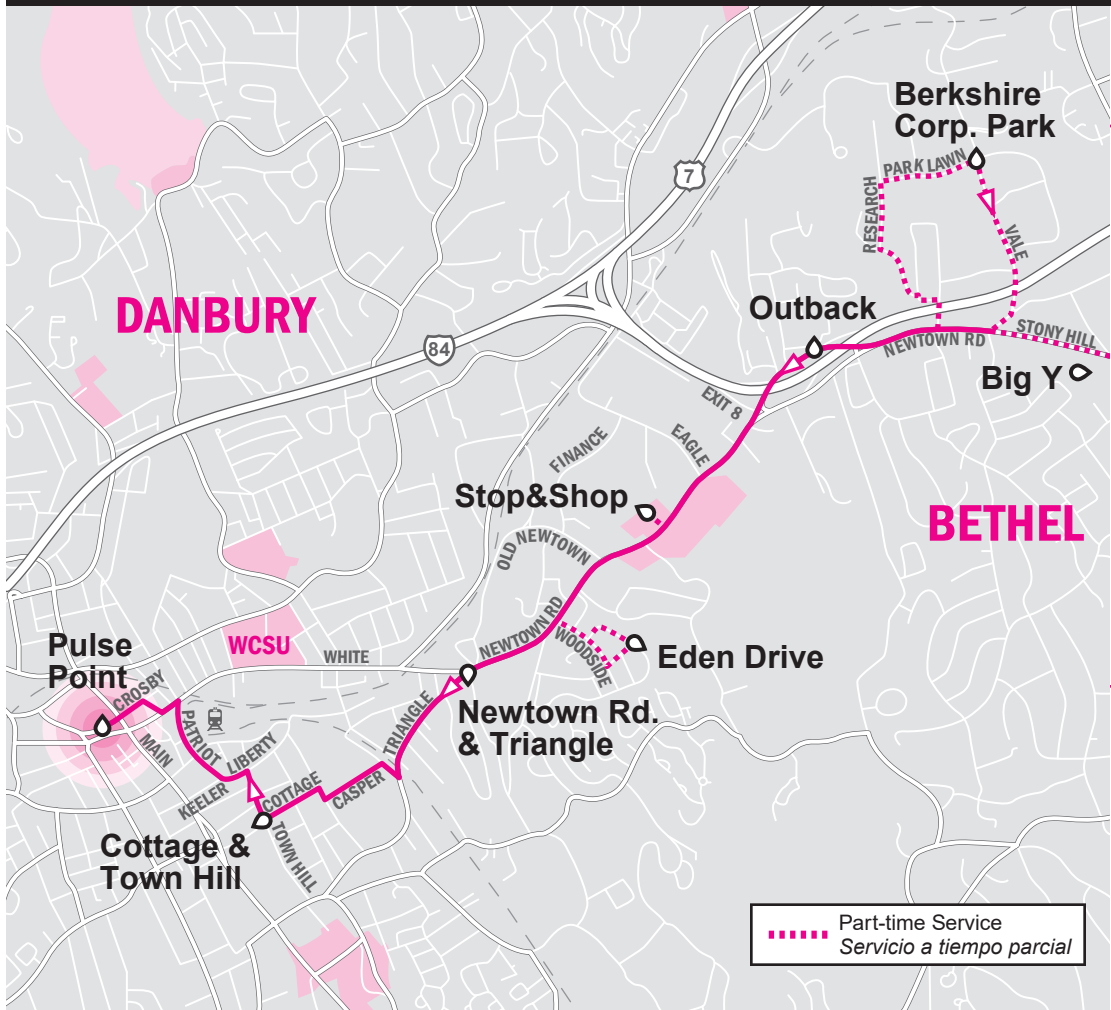 Berkshire
Corp. Park
PARK LAWN
7
RESEARCH
VALE
DANBURY
Outback
84
STONY HILL
NEWTOWN RD
Big Y
EXIT 8
EAGLE
FINANCE
Stop&Shop
BETHEL
OLD NEWTOWN
NEWTOWN RD
WOODSIDE
Eden Drive
WCSU
WHITE
Pulse
Point
CROSBY
Newtown Rd.
& Triangle
TRIANGLE
PATRIOT
MAIN
LIBERTY
KEELER
COTTAGE
CASPER
TOWN HILL
Cottage &
Town Hill
Part-time Service
Servicio a tiempo parcial